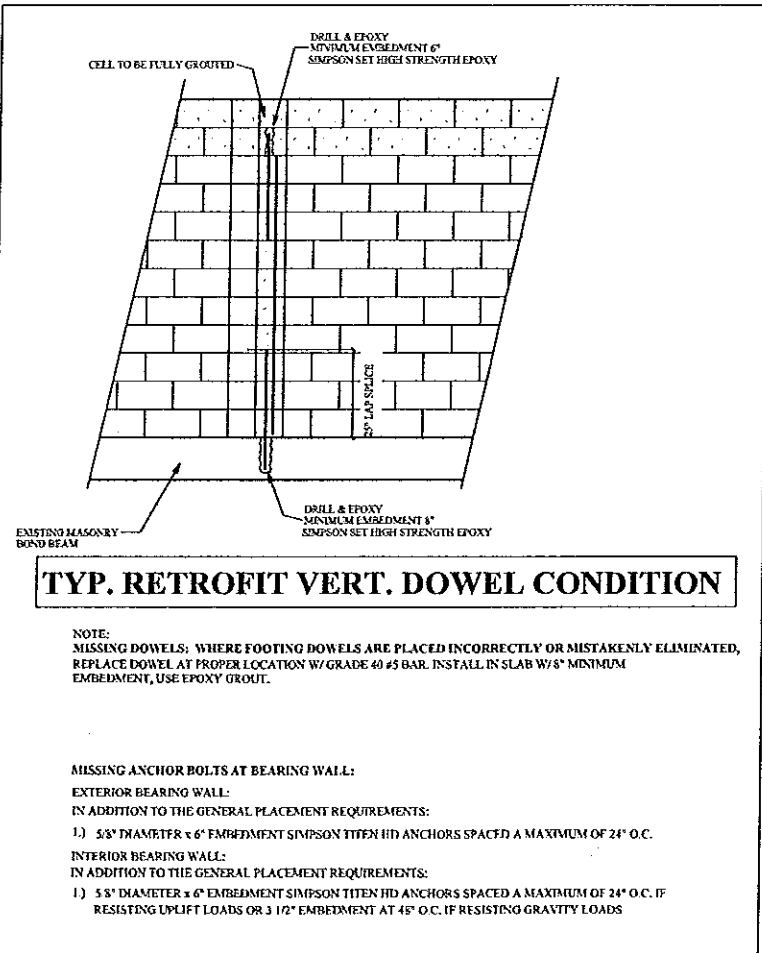 DRILL & EPOXY
MINIMUM EMBEDMENT 6"
SIMPSON SET HIGH STRENGTH EPOXY
CELL TO BE FULLY GROUTED
25" LAP SPLICE
DRILL & EPOXY
MINIMUM EMBEDMENT 8"
SIMPSON SET HIGH STRENGTH EPOXY
EXISTING MASONRY
BOND BEAM
TYP. RETROFIT VERT. DOWEL CONDITION
NOTE:
MISSING DOWELS: WHERE FOOTING DOWELS ARE PLACED INCORRECTLY OR MISTAKENLY ELIMINATED,
REPLACE DOWEL AT PROPER LOCATION W/ GRADE 40 #5 BAR. INSTALL IN SLAB W/ 8" MINIMUM
EMBEDMENT, USE EPOXY GROUT.
MISSING ANCHOR BOLTS AT BEARING WALL:
EXTERIOR BEARING WALL:
IN ADDITION TO THE GENERAL PLACEMENT REQUIREMENTS:
1.) 5/8" DIAMETER x 6" EMBEDMENT SIMPSON TITEN HD ANCHORS SPACED A MAXIMUM OF 24" O.C.
INTERIOR BEARING WALL:
IN ADDITION TO THE GENERAL PLACEMENT REQUIREMENTS:
1.) 5/8" DIAMETER x 6" EMBEDMENT SIMPSON TITEN HD ANCHORS SPACED A MAXIMUM OF 24" O.C. IF
RESISTING UPLIFT LOADS OR 3 1/2" EMBEDMENT AT 48" O.C. IF RESISTING GRAVITY LOADS